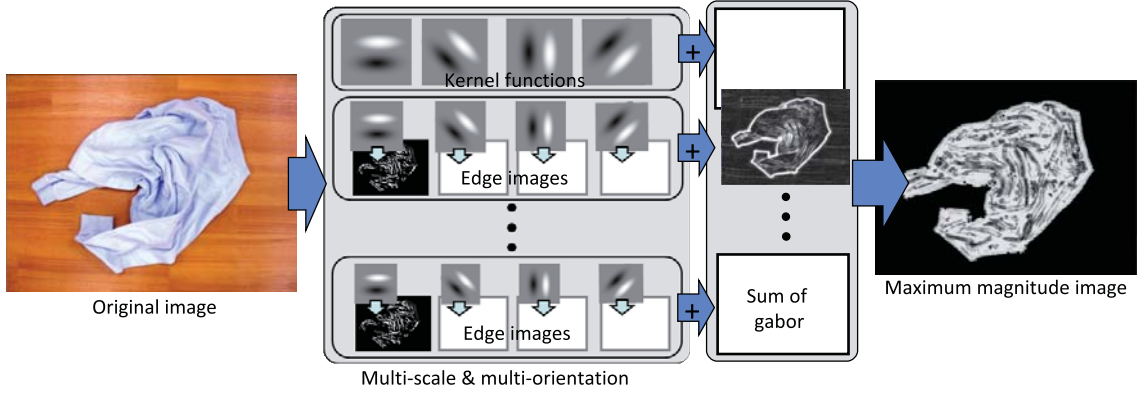 Kernel functions
+
Edge images
+
Edge images
+
Sum of
gabor
Original image
Maximum magnitude image
Multi-scale & multi-orientation